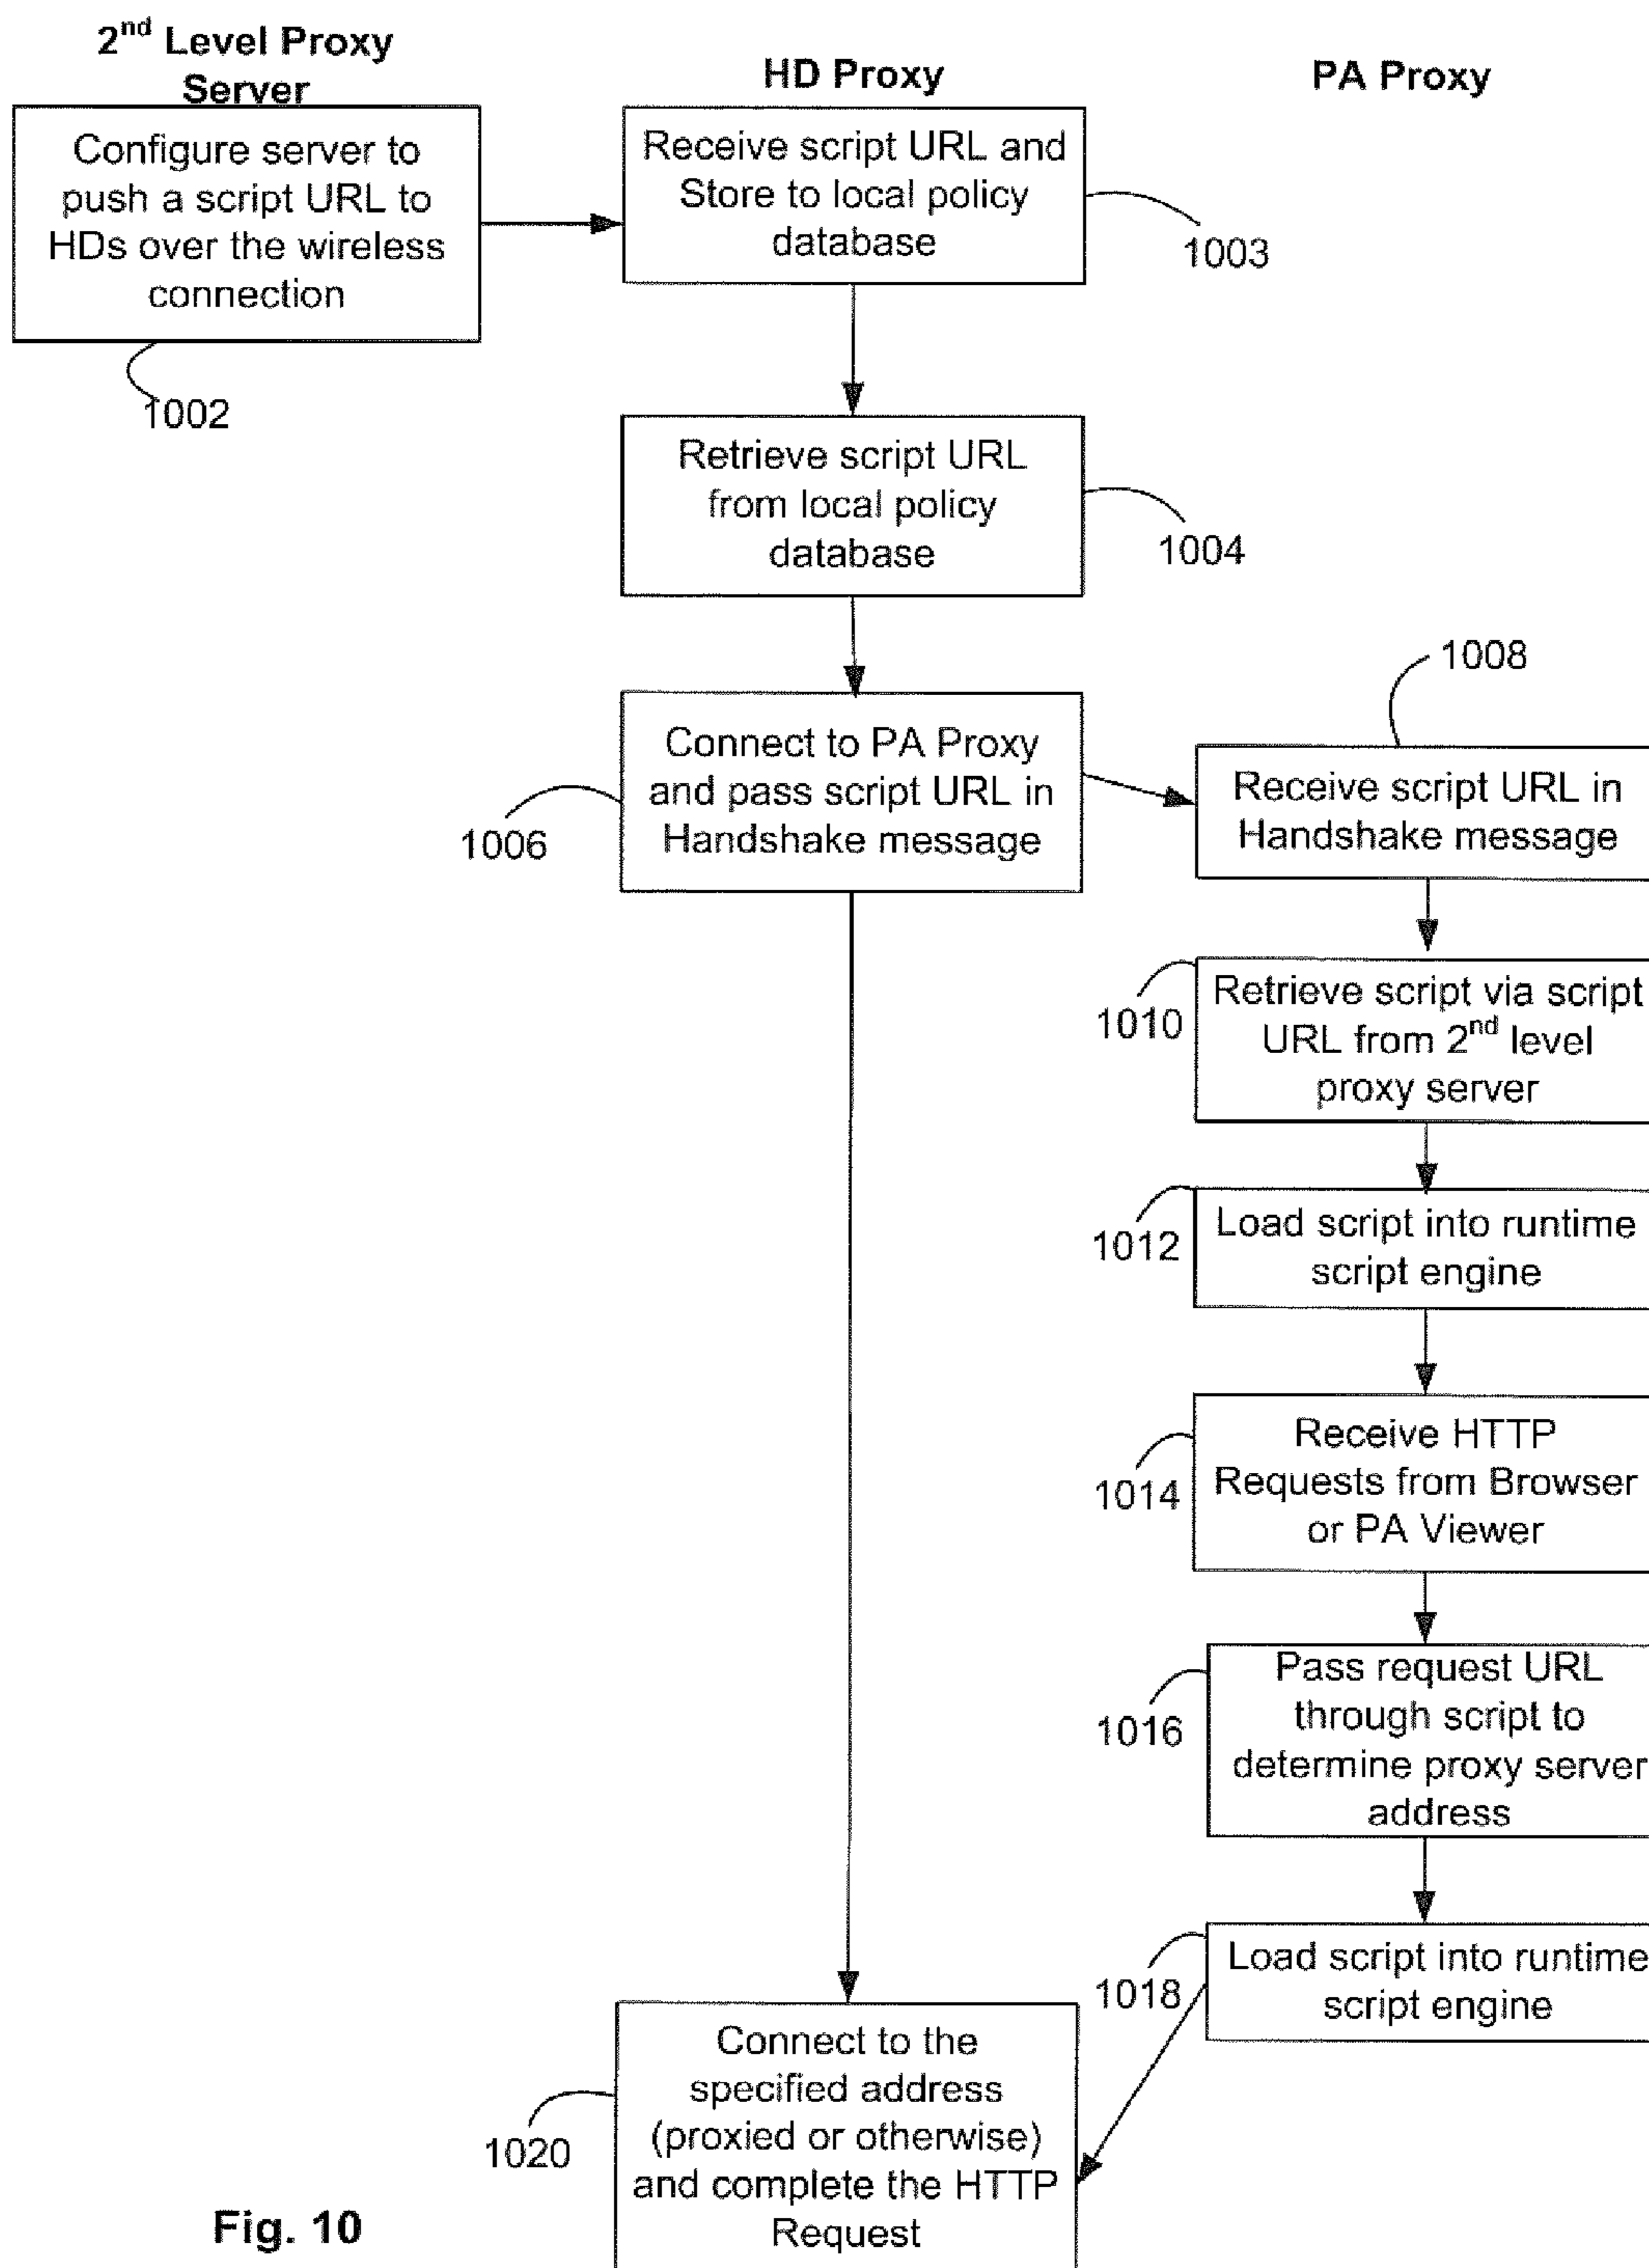 2nd Level Proxy
Server
HD Proxy
PA Proxy
Configure server to
push a script URL to
HDs over the wireless
connection
1002
Receive script URL and
Store to local policy
database
1003
Retrieve script URL
from local policy
database
1004
Connect to PA Proxy
and pass script URL in
Handshake message
1006
1008
Receive script URL in
Handshake message
1010
Retrieve script via script
URL from 2nd level
proxy server
1012
Load script into runtime
script engine
1014
Receive HTTP
Requests from Browser
or PA Viewer
1016
Pass request URL
through script to
determine proxy server
address
1018
Load script into runtime
script engine
Connect to the
specified address
(proxied or otherwise)
and complete the HTTP
Request
1020
Fig. 10